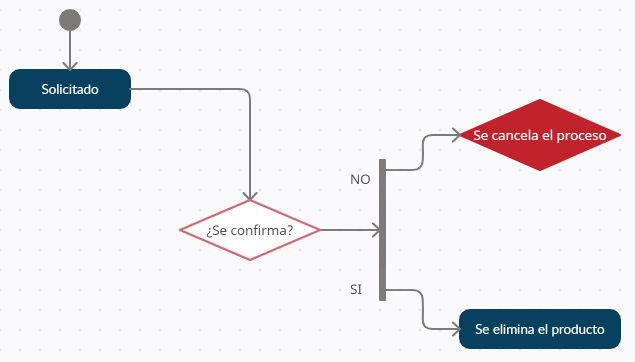 Solicitado
¿Se confirma?
NO
Se cancela el proceso
SI
Se elimina el producto